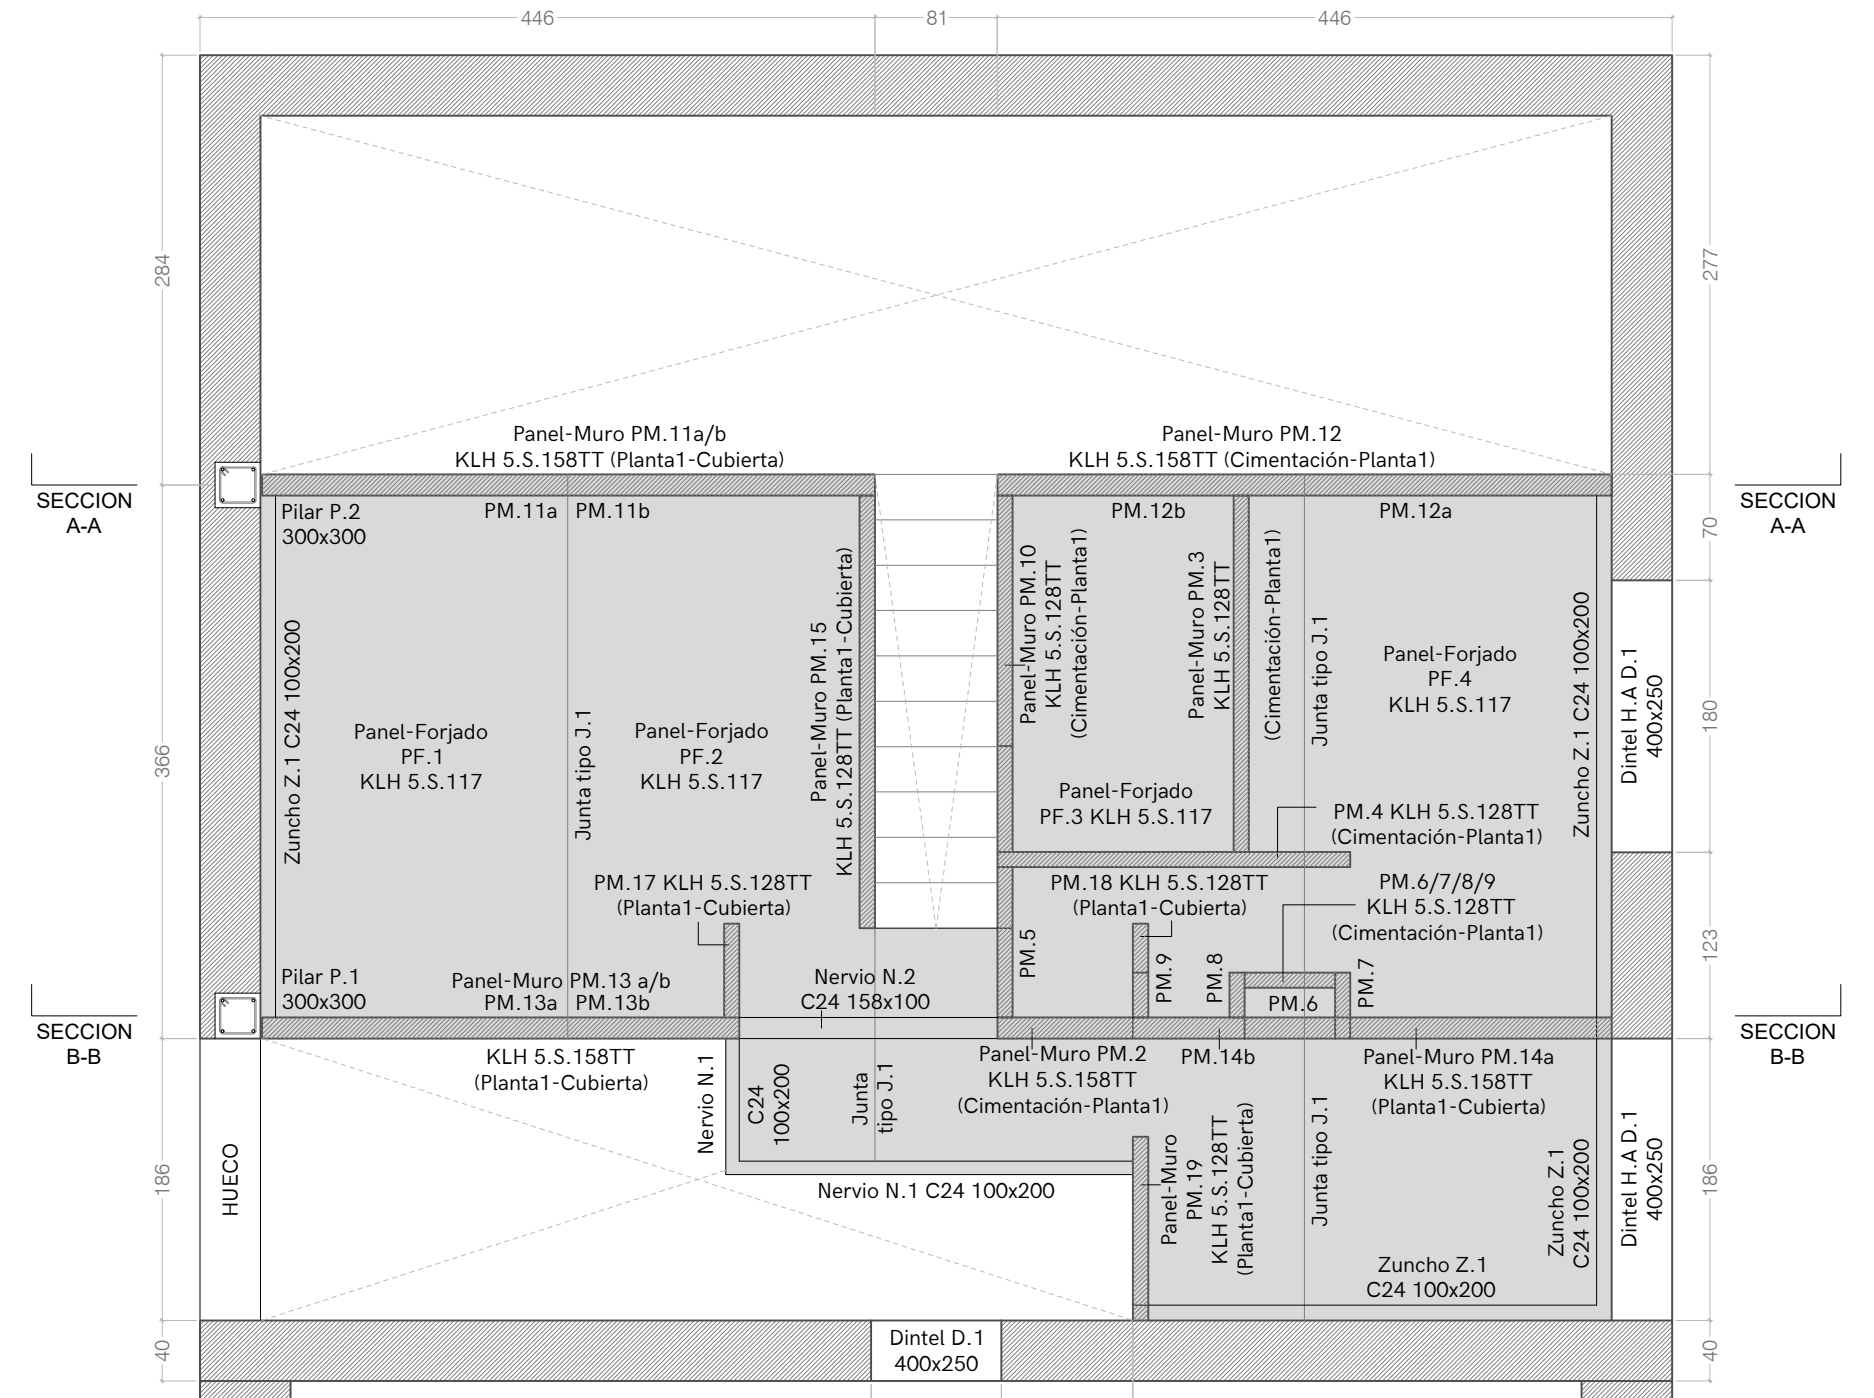 446
81
446
284
277
Panel-Muro PM.11a/b
KLH 5.S.158TT (Planta1-Cubierta)
Panel-Muro PM.12
KLH 5.S.158TT (Cimentación-Planta1)
SECCION
A-A
SECCION
A-A
Pilar P.2
300x300
PM.11a
PM.11b
PM.12b
PM.12a
70
366
Zuncho Z.1 C24 100x200
Panel-Forjado
PF.1
KLH 5.S.117
Junta tipo J.1
Panel-Forjado
PF.2
KLH 5.S.117
Panel-Muro PM.15
KLH 5.S.128TT (Planta1-Cubierta)
Panel-Muro PM.10
KLH 5.S.128TT
(Cimentación-Planta1)
Panel-Muro PM.3
KLH 5.S.128TT
(Cimentación-Planta1)
Junta tipo J.1
Panel-Forjado
PF.4
KLH 5.S.117
Zuncho Z.1 C24 100x200
Dintel H.A D.1
400x250
180
Panel-Forjado
PF.3 KLH 5.S.117
PM.4 KLH 5.S.128TT
(Cimentación-Planta1)
PM.17 KLH 5.S.128TT
(Planta1-Cubierta)
PM.18 KLH 5.S.128TT
(Planta1-Cubierta)
PM.6/7/8/9
KLH 5.S.128TT
(Cimentación-Planta1)
123
PM.5
PM.9
PM.8
PM.6
PM.7
Pilar P.1
300x300
Panel-Muro PM.13 a/b
PM.13a
PM.13b
Nervio N.2
C24 158x100
SECCION
B-B
SECCION
B-B
KLH 5.S.158TT
(Planta1-Cubierta)
Nervio N.1
C24
100x200
Junta
tipo J.1
Panel-Muro PM.2
KLH 5.S.158TT
(Cimentación-Planta1)
PM.14b
Panel-Muro PM.14a
KLH 5.S.158TT
(Planta1-Cubierta)
186
HUECO
Nervio N.1 C24 100x200
Panel-Muro
PM.19
KLH 5.S.128TT
(Planta1-Cubierta)
Junta tipo J.1
Zuncho Z.1
C24 100x200
Zuncho Z.1
C24 100x200
Dintel H.A D.1
400x250
186
40
Dintel D.1
400x250
40